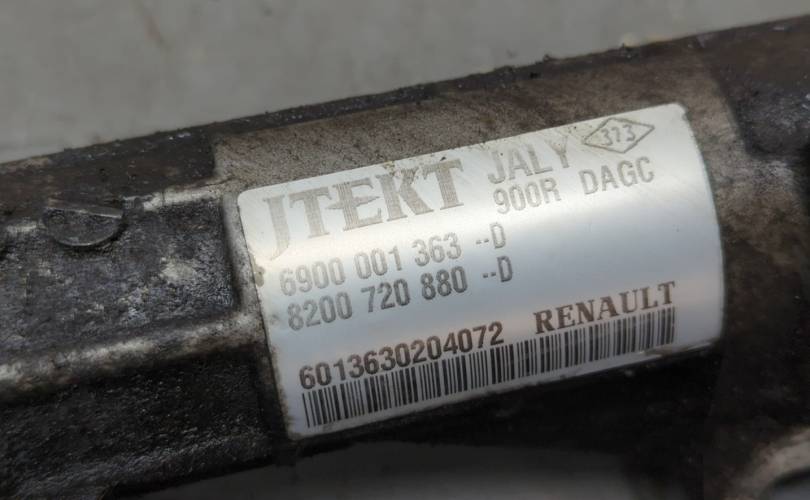 JTEKT JALY 373
900R DAGC
6900 001 363 --D
8200 720 880 --D
6013630204072 RENAULT